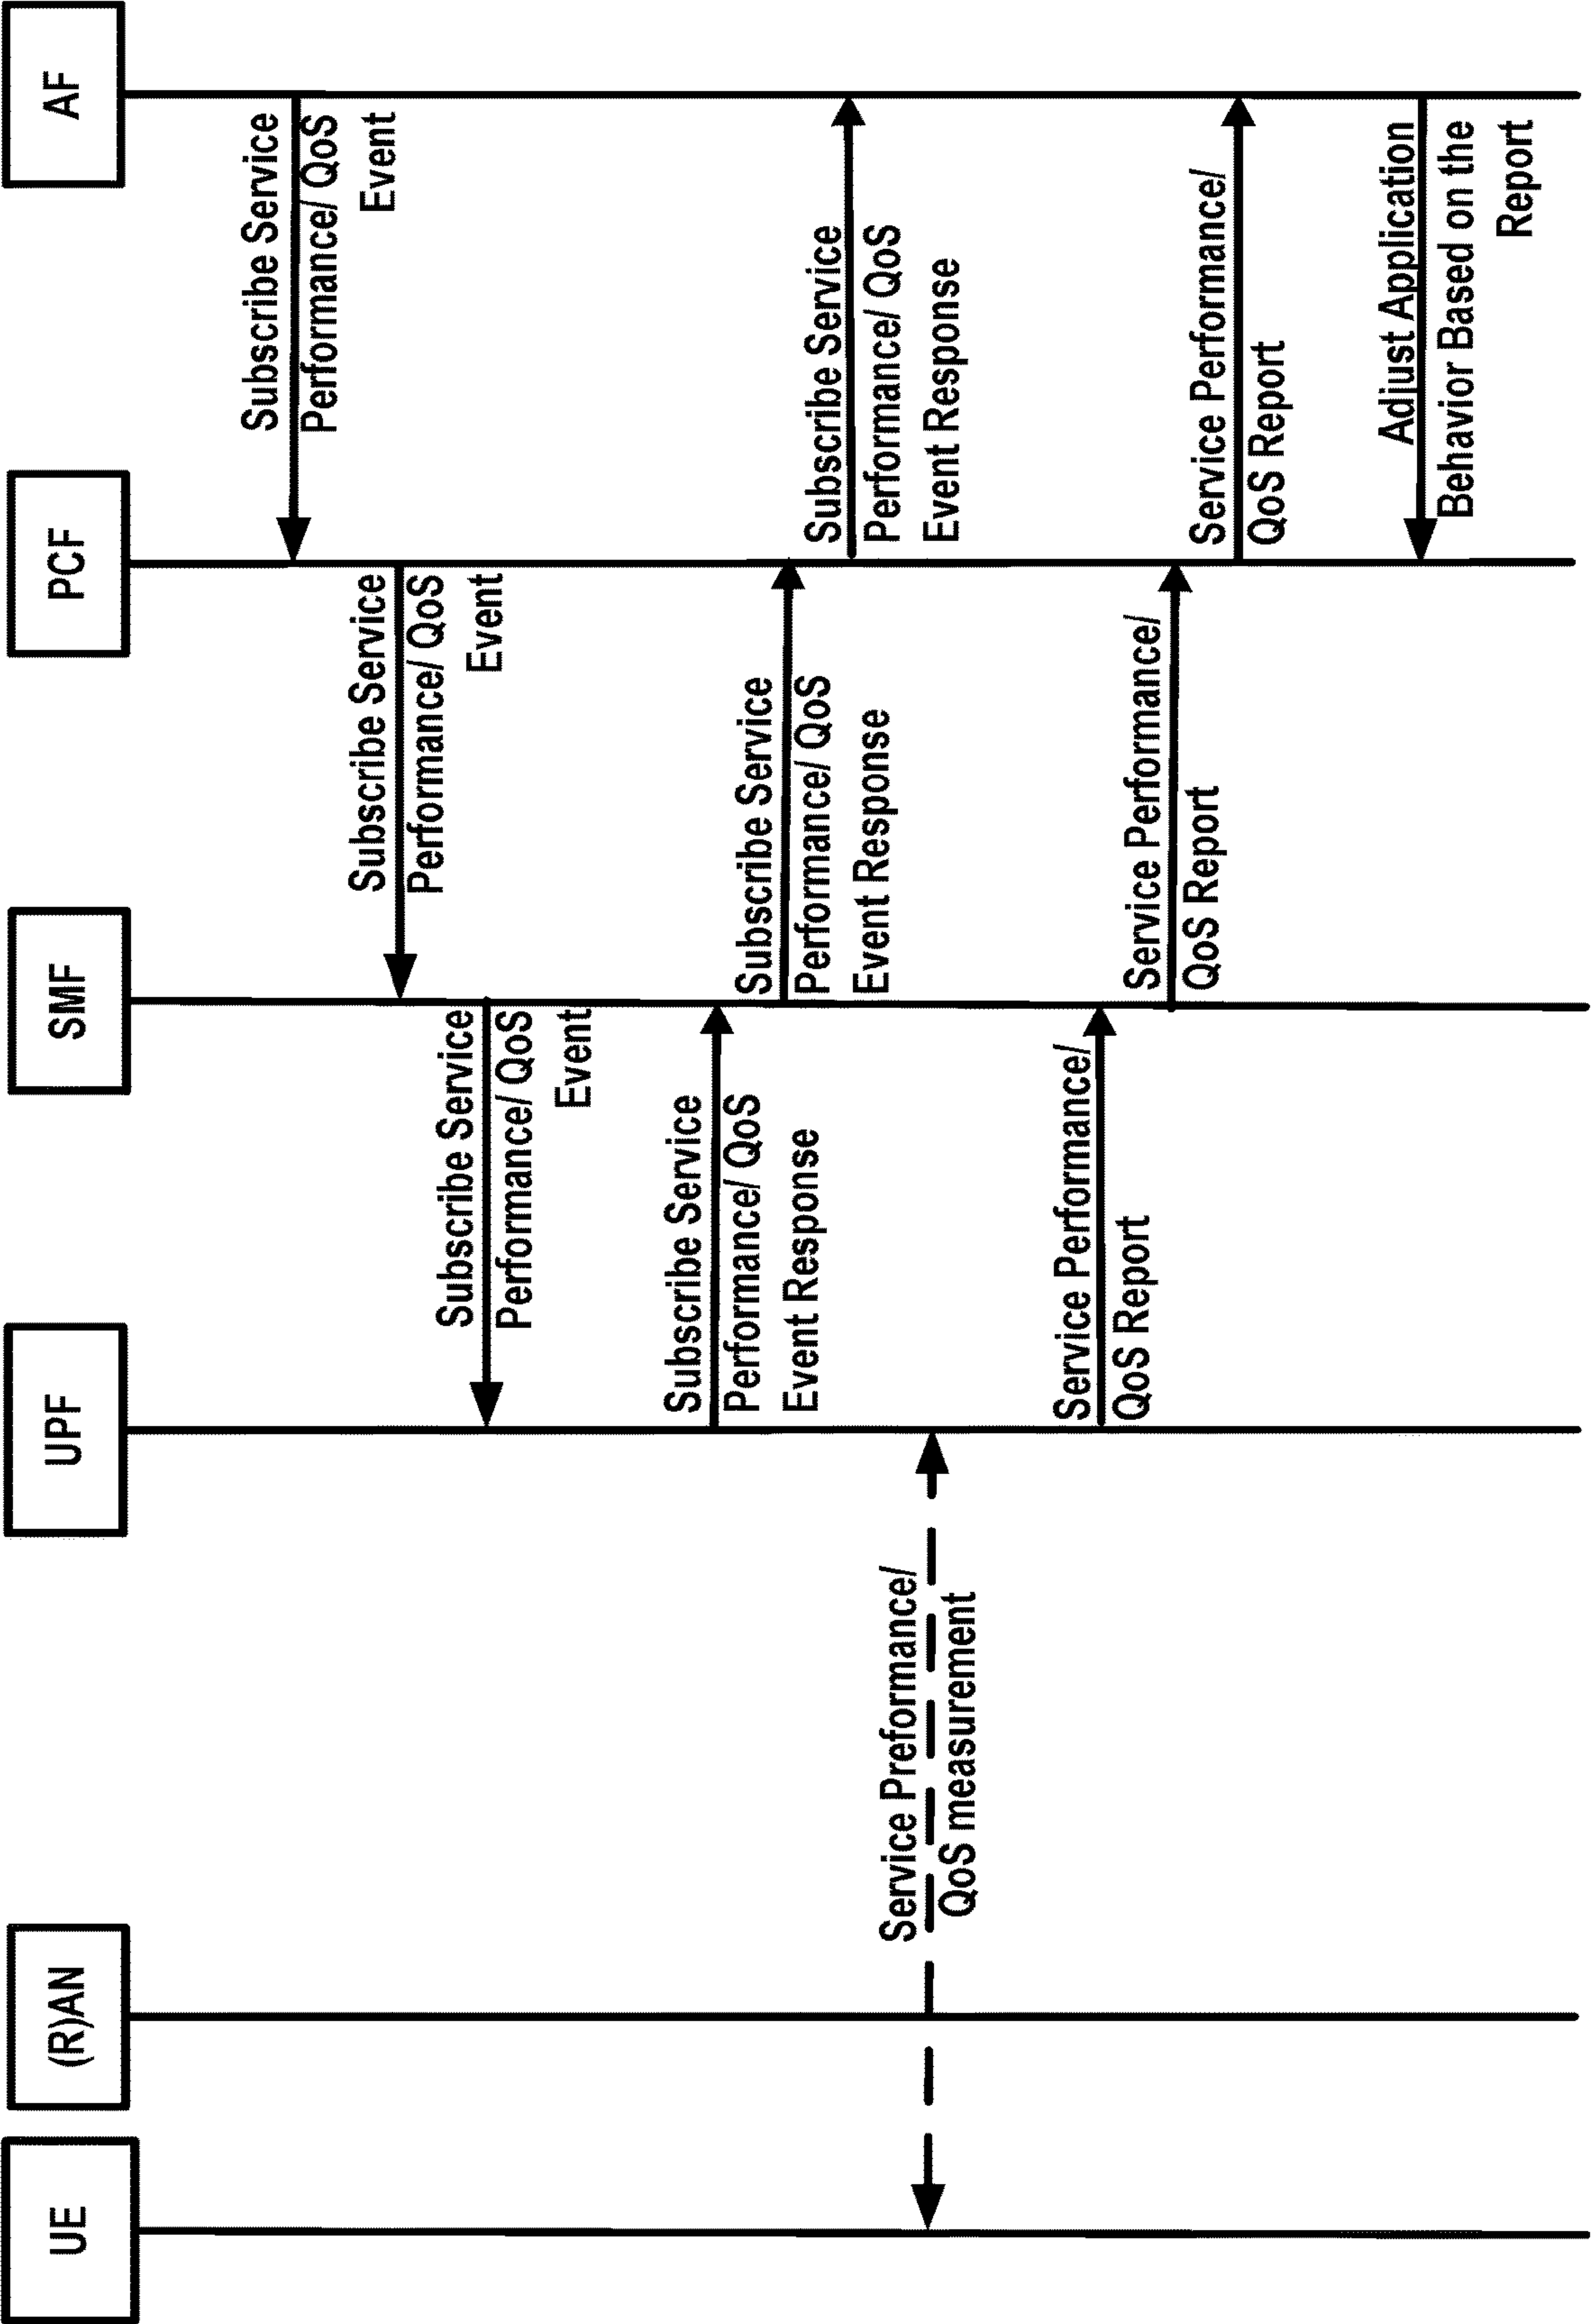 UE
(R)AN
UPF
SMF
PCF
AF
Subscribe Service
Performance/ QoS
Event
Subscribe Service
Performance/ QoS
Event
Subscribe Service
Performance/ QoS
Event
Subscribe Service
Performance/ QoS
Event Response
Subscribe Service
Performance/ QoS
Event Response
Subscribe Service
Performance/ QoS
Event Response
Service Preformance/
QoS measurement
Service Performance/
QoS Report
Service Performance/
QoS Report
Service Performance/
QoS Report
Adjust Application
Behavior Based on the
Report